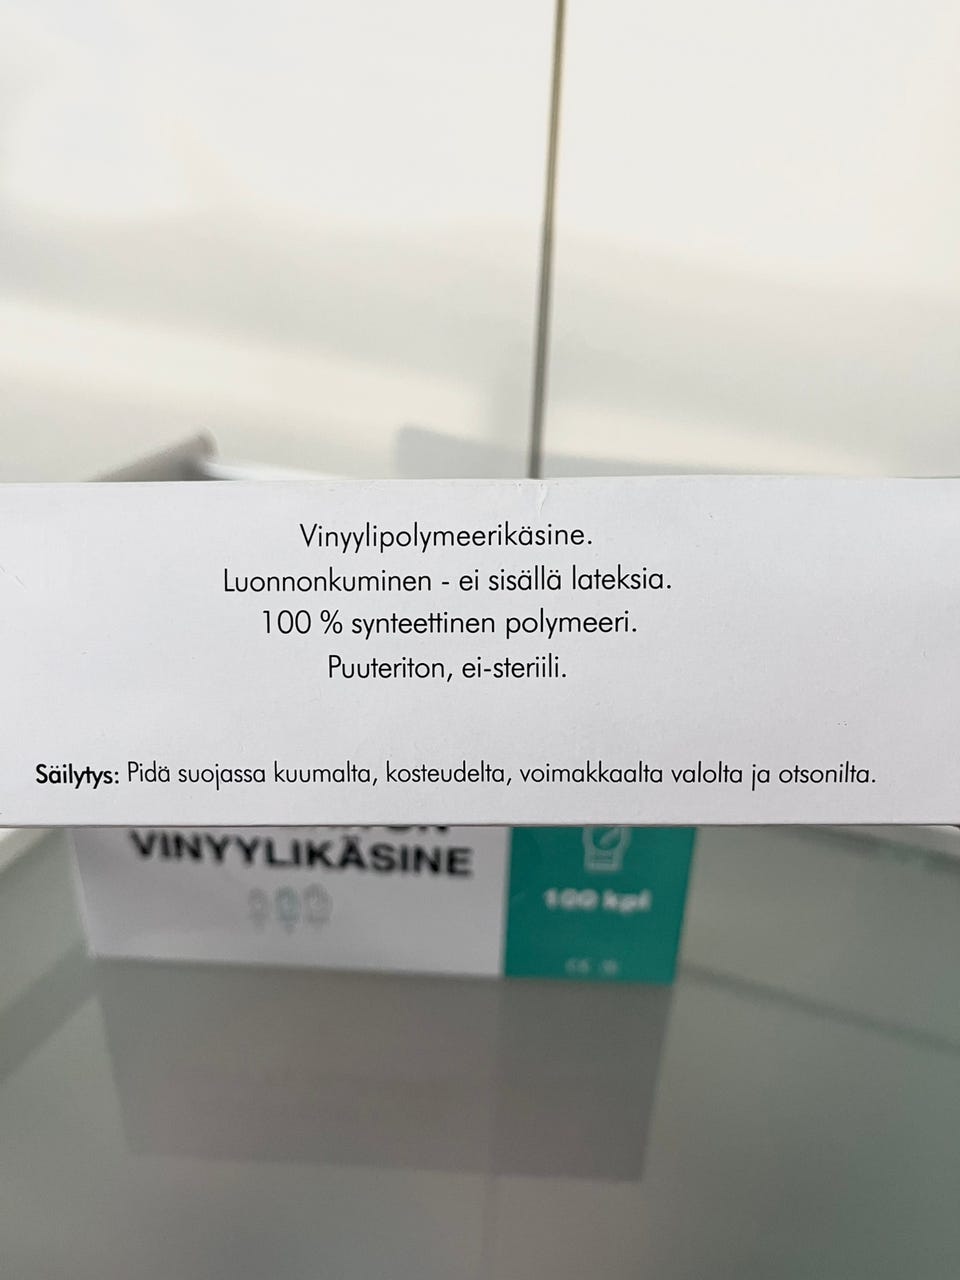 Vinyylipolymeerikäsine.
Luonnonkuminen - ei sisällä lateksia.
100 % synteettinen polymeeri.
Puuteriton, ei-steriili.
Säilytys: Pidä suojassa kuumalta, kosteudelta, voimakkaalta valolta ja otsonilta.
VINYYLIKÄSINE
100 kpl